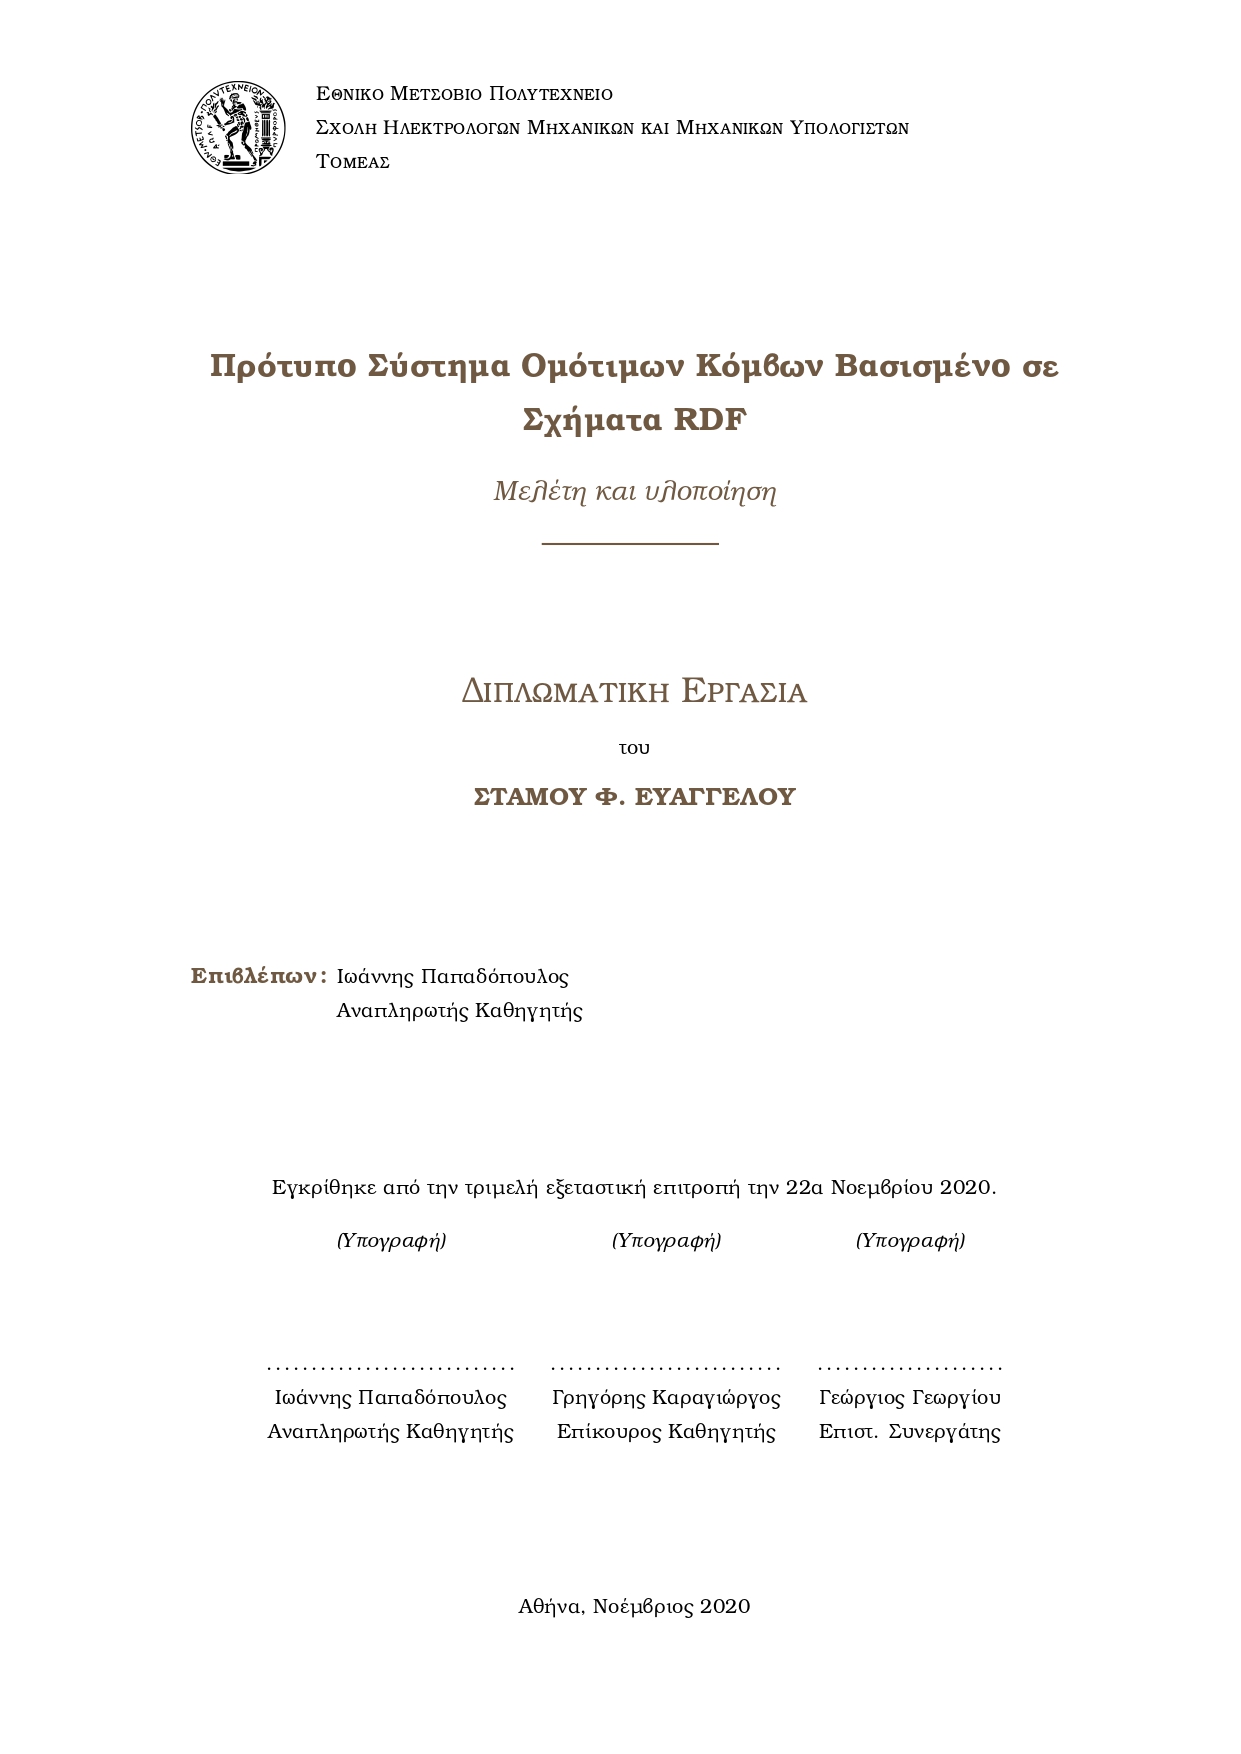 ΕΘΝΙΚΟ ΜΕΤΣΟΒΙΟ ΠΟΛΥΤΕΧΝΕΙΟ
ΣΧΟΛΗ ΗΛΕΚΤΡΟΛΟΓΩΝ ΜΗΧΑΝΙΚΩΝ ΚΑΙ ΜΗΧΑΝΙΚΩΝ ΥΠΟΛΟΓΙΣΤΩΝ
ΤΟΜΕΑΣ
Πρότυπο Σύστημα Ομότιμων Κόμβων Βασισμένο σε
Σχήματα RDF
Μελέτη και υλοποίηση
ΔΙΠΛΩΜΑΤΙΚΗ ΕΡΓΑΣΙΑ
του
ΣΤΑΜΟΥ Φ. ΕΥΑΓΓΕΛΟΥ
Επιβλέπων: Ιωάννης Παπαδόπουλος
Αναπληρωτής Καθηγητής
Εγκρίθηκε από την τριμελή εξεταστική επιτροπή την 22α Νοεμβρίου 2020.
(Υπογραφή) (Υπογραφή) (Υπογραφή)
............................ .......................... .....................
Ιωάννης Παπαδόπουλος Γρηγόρης Καραγιώργος Γεώργιος Γεωργίου
Αναπληρωτής Καθηγητής Επίκουρος Καθηγητής Επιστ. Συνεργάτης
Αθήνα, Νοέμβριος 2020